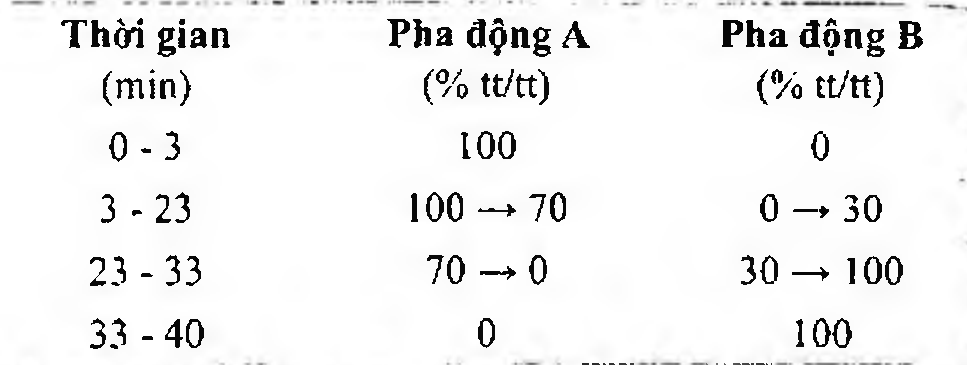 Thời gian Pha động A Pha động B
(min) (% tt/tt) (% tt/tt)
0 - 3 100 0
3 - 23 100 → 70 0 → 30
23 - 33 70 → 0 30 → 100
33 - 40 0 100